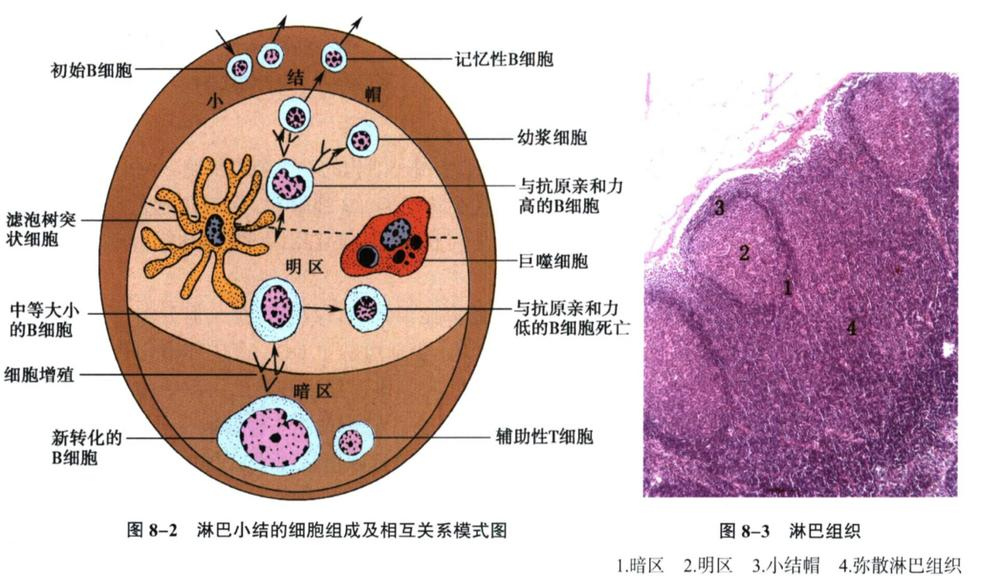 初始B细胞
记忆性B细胞
小 结 帽
幼浆细胞
与抗原亲和力
高的B细胞
滤泡树突
状细胞
明区
巨噬细胞
中等大小
的B细胞
与抗原亲和力
低的B细胞死亡
细胞增殖
暗区
新转化的
B细胞
辅助性T细胞
图 8-2 淋巴小结的细胞组成及相互关系模式图
3
2
1
4
图 8-3 淋巴组织
1.暗区 2.明区 3.小结帽 4.弥散淋巴组织